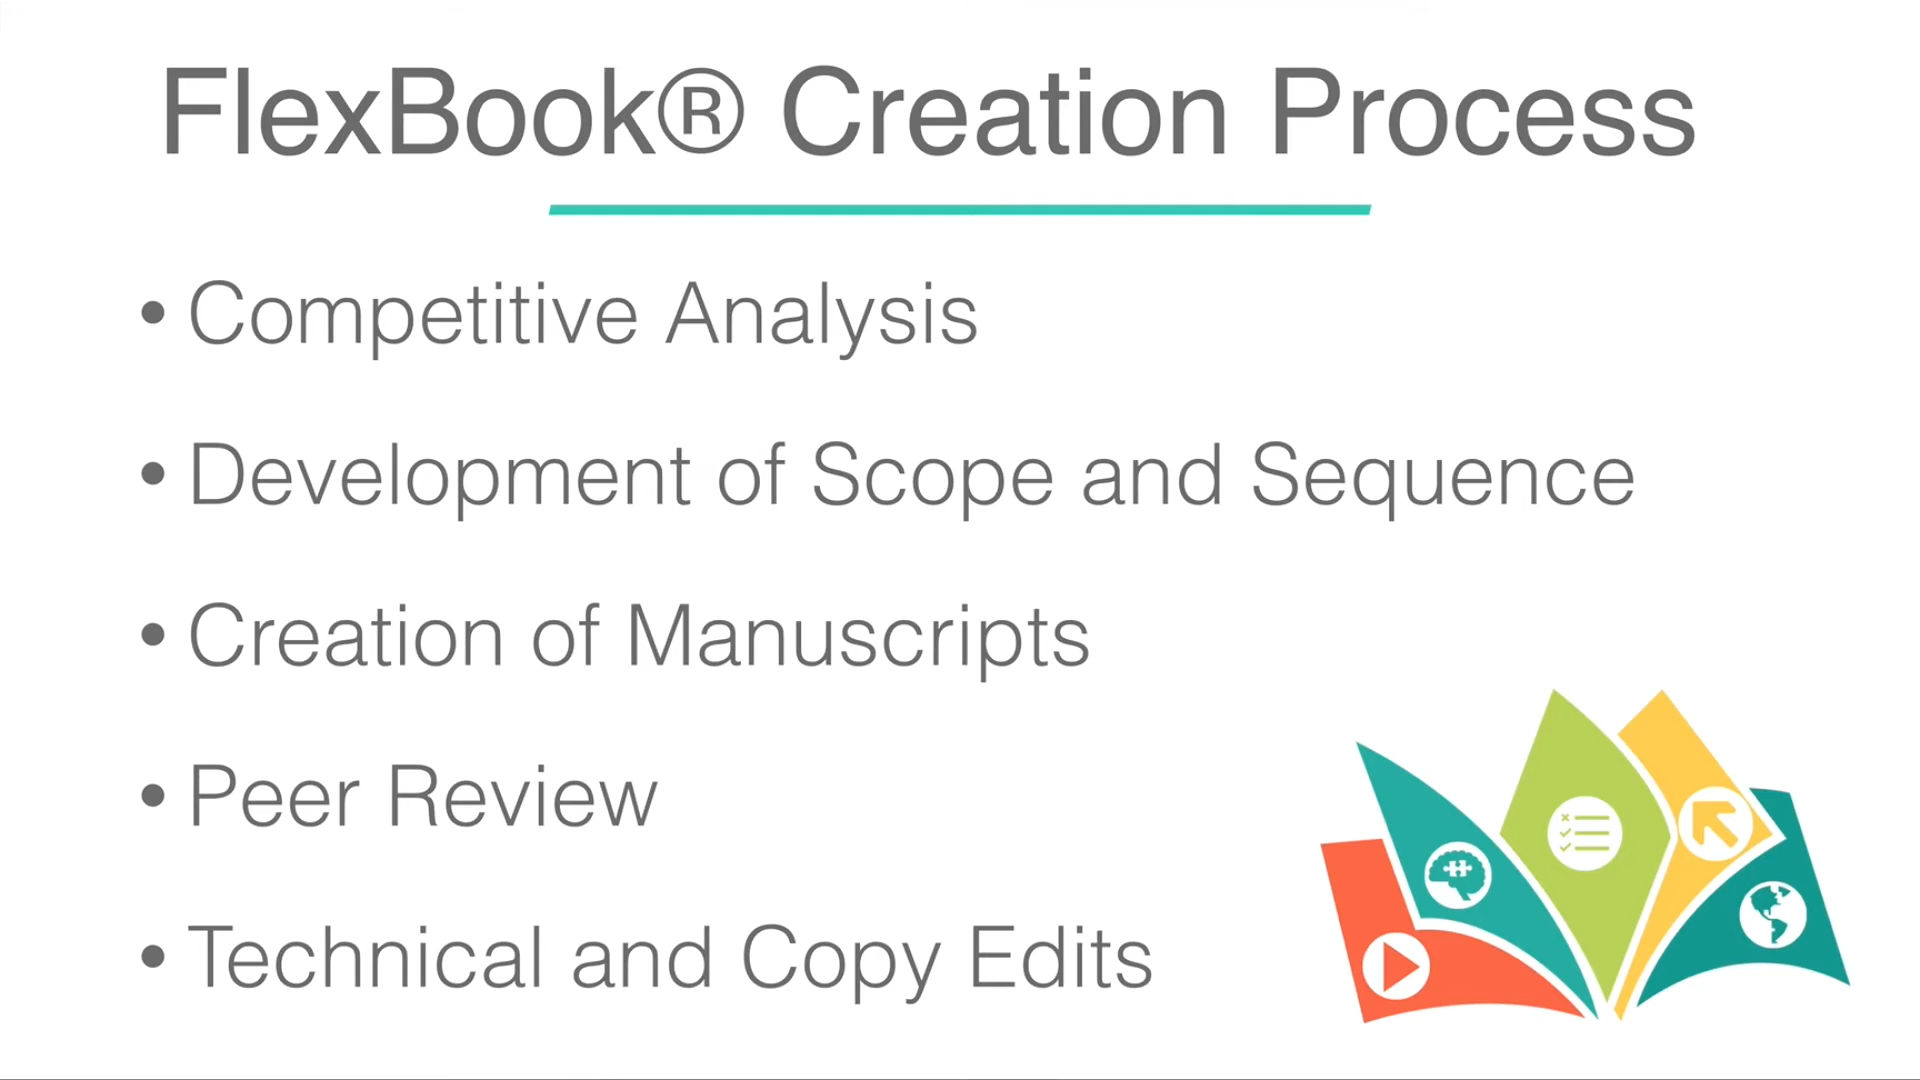 FlexBook® Creation Process
• Competitive Analysis
• Development of Scope and Sequence
• Creation of Manuscripts
• Peer Review
• Technical and Copy Edits